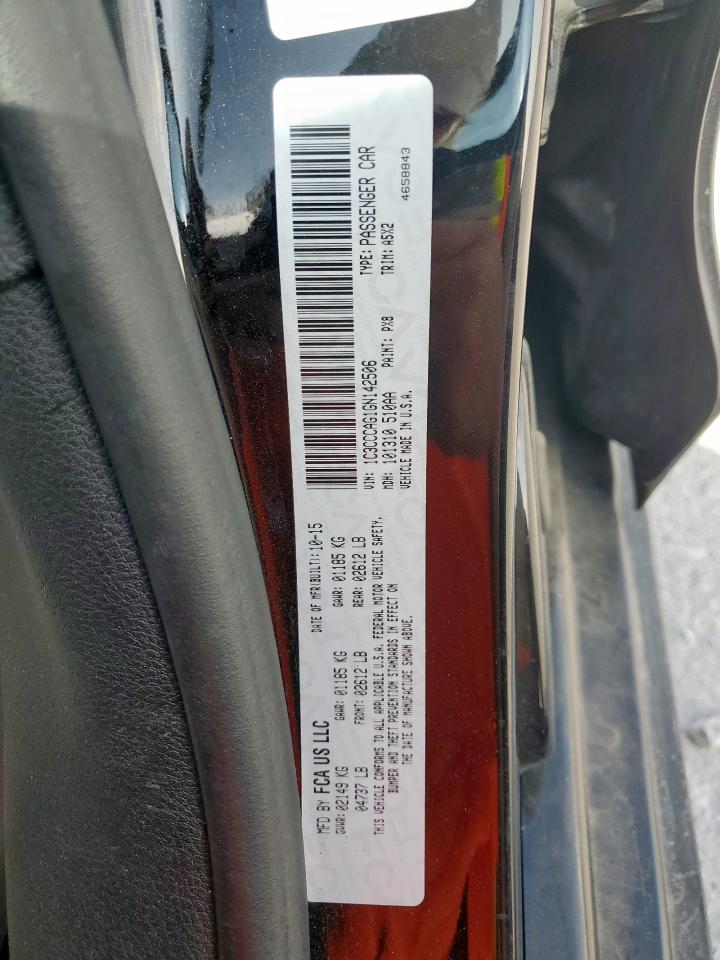 MFD BY FCA US LLC
DATE OF MFR(BUILT):10-15
GVWR: 02149 KG
GAWR: 01185 KG
GAWR: 01185 KG
04737 LB
FRONT: 02612 LB
REAR: 02612 LB
THIS VEHICLE CONFORMS TO ALL APPLICABLE U.S.A. FEDERAL MOTOR VEHICLE SAFETY,
BUMPER AND THEFT PREVENTION STANDARDS IN EFFECT ON
THE DATE OF MANUFACTURE SHOWN ABOVE.
VIN: 1C3CCCAG1GN142506
TYPE: PASSENGER CAR
MDH: 101310 510AA
PAINT: PX8
TRIM: A5X2
VEHICLE MADE IN U.S.A.
4658843